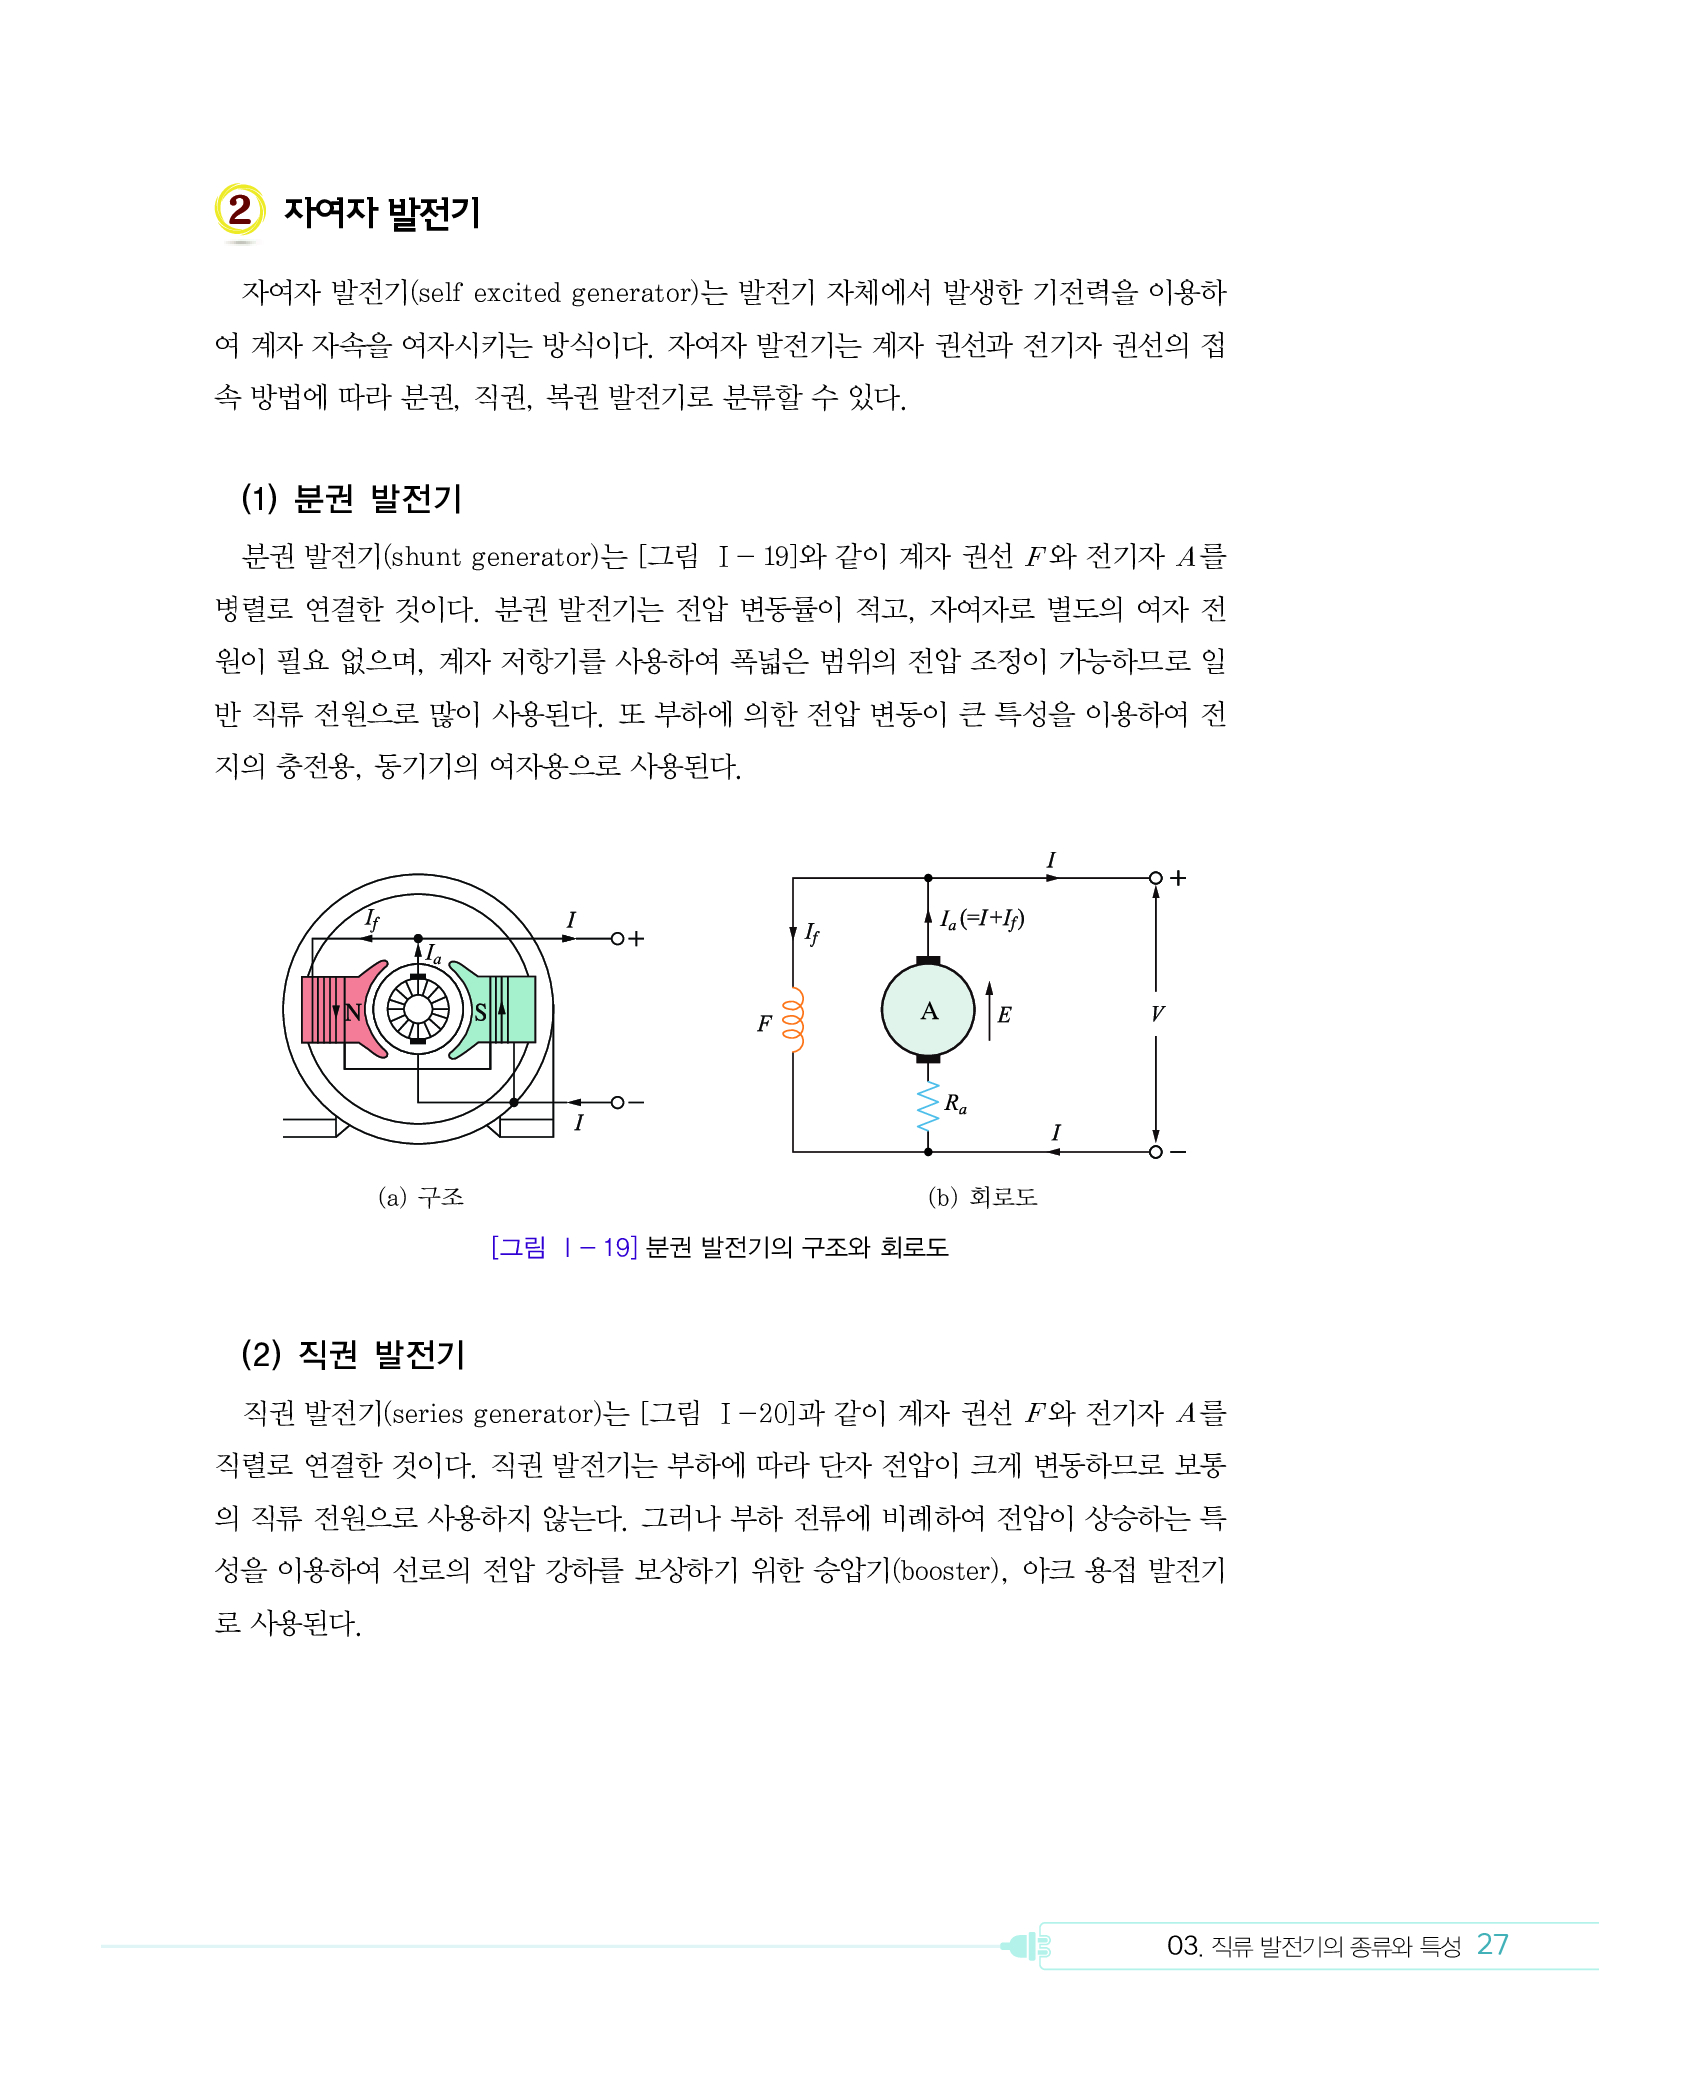 2 자여자 발전기
자여자 발전기(self excited generator)는 발전기 자체에서 발생한 기전력을 이용하
여 계자 자속을 여자시키는 방식이다. 자여자 발전기는 계자 권선과 전기자 권선의 접
속 방법에 따라 분권, 직권, 복권 발전기로 분류할 수 있다.
(1) 분권 발전기
분권 발전기(shunt generator)는 [그림 Ⅰ-19]와 같이 계자 권선 F와 전기자 A를
병렬로 연결한 것이다. 분권 발전기는 전압 변동률이 적고, 자여자로 별도의 여자 전
원이 필요 없으며, 계자 저항기를 사용하여 폭넓은 범위의 전압 조정이 가능하므로 일
반 직류 전원으로 많이 사용된다. 또 부하에 의한 전압 변동이 큰 특성을 이용하여 전
지의 충전용, 동기기의 여자용으로 사용된다.
If
I
+
Ia
N
S
−
I
(a) 구조
I
+
Ia(=I+If)
If
F
A
E
V
Ra
I
−
(b) 회로도
[그림 Ⅰ-19] 분권 발전기의 구조와 회로도
(2) 직권 발전기
직권 발전기(series generator)는 [그림 Ⅰ-20]과 같이 계자 권선 F와 전기자 A를
직렬로 연결한 것이다. 직권 발전기는 부하에 따라 단자 전압이 크게 변동하므로 보통
의 직류 전원으로 사용하지 않는다. 그러나 부하 전류에 비례하여 전압이 상승하는 특
성을 이용하여 선로의 전압 강하를 보상하기 위한 승압기(booster), 아크 용접 발전기
로 사용된다.
03. 직류 발전기의 종류와 특성 27